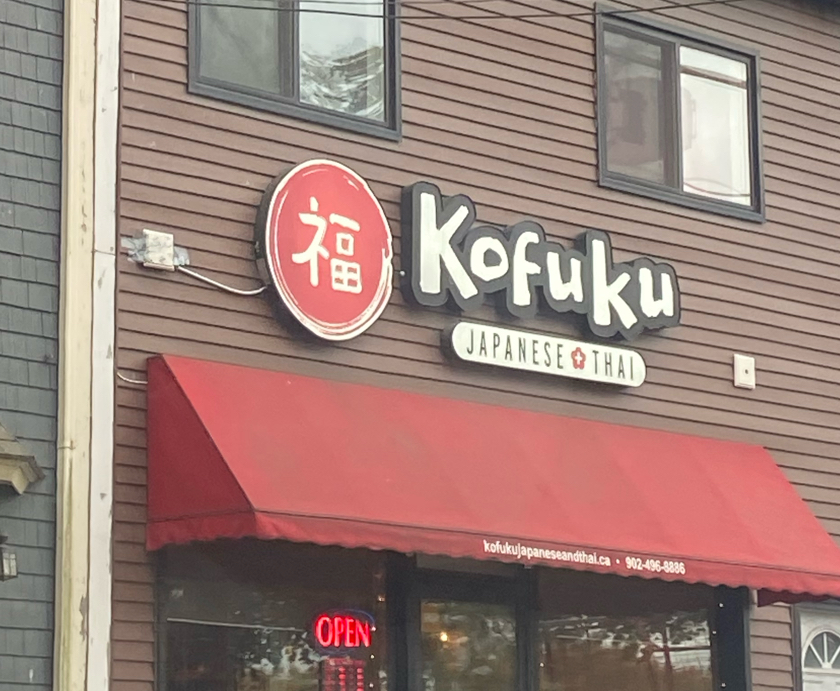 福
Kofuku
JAPANESE THAI
kofukujapaneseandthai.ca • 902-496-8886
OPEN